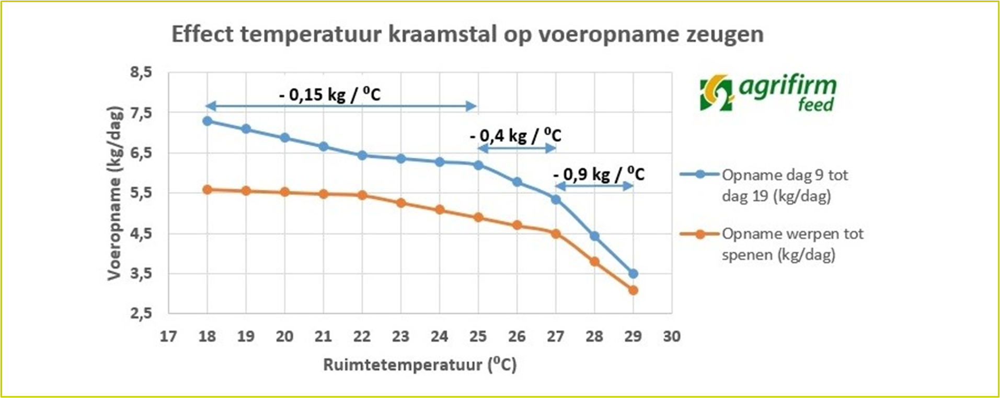 Effect temperatuur kraamstal op voeropname zeugen
8,5
7,5
6,5
5,5
4,5
3,5
2,5
Voeropname (kg/dag)
- 0,15 kg / ⁰C
- 0,4 kg / ⁰C
- 0,9 kg / ⁰C
17 18 19 20 21 22 23 24 25 26 27 28 29 30
Ruimtetemperatuur (⁰C)
agrifirm
feed
Opname dag 9 tot
dag 19 (kg/dag)
Opname werpen tot
spenen (kg/dag)